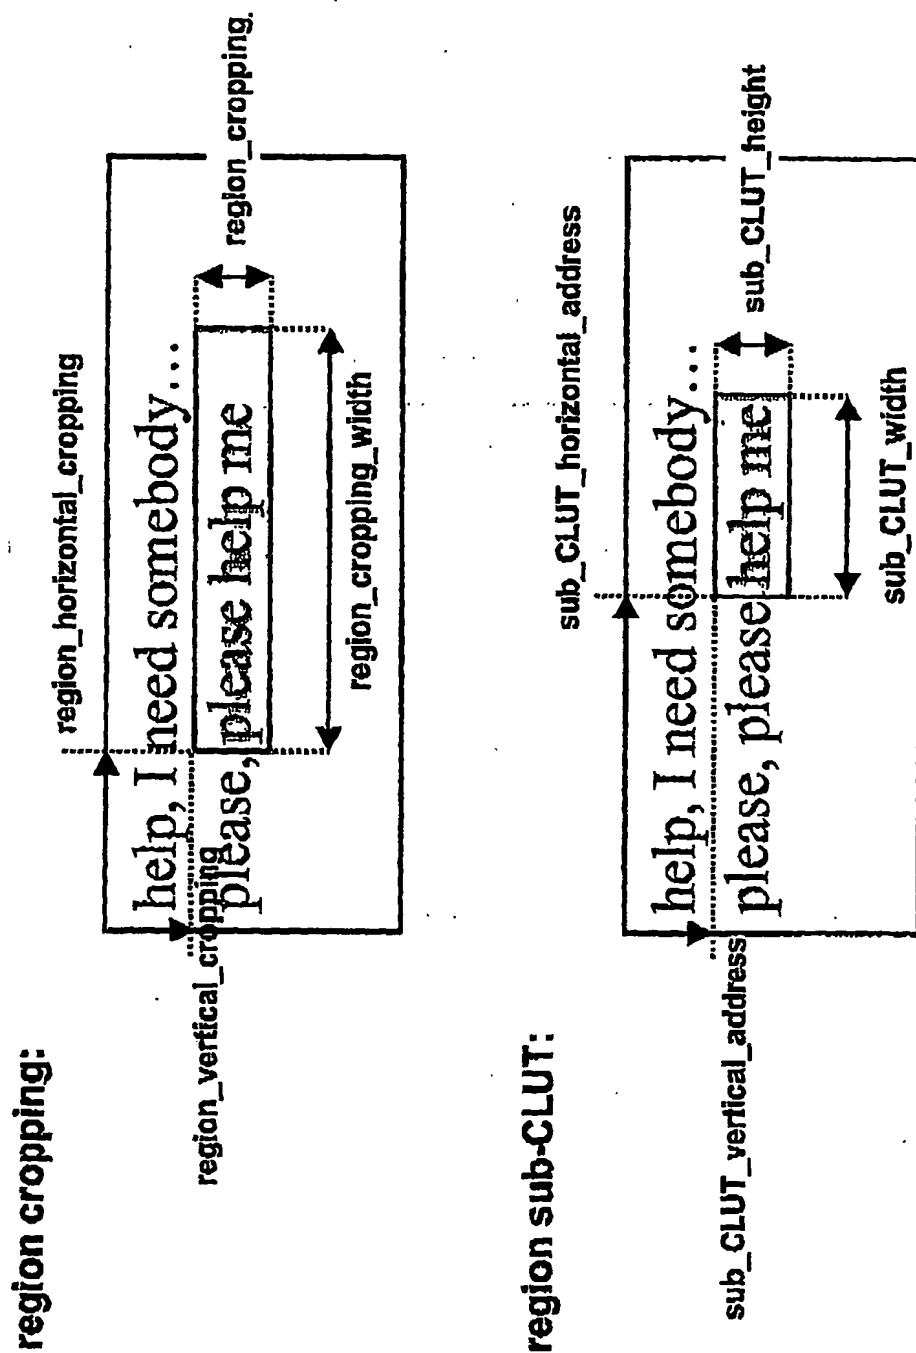 region cropping:
region_horizontal_cropping
help, I need somebody...
region_vertical_cropping
please, please help me
region_cropping.
region_cropping_width
region sub-CLUT:
sub_CLUT_horizontal_address
help, I need somebody...
sub_CLUT_vertical_address
please, please help me
sub_CLUT_height
sub_CLUT_width